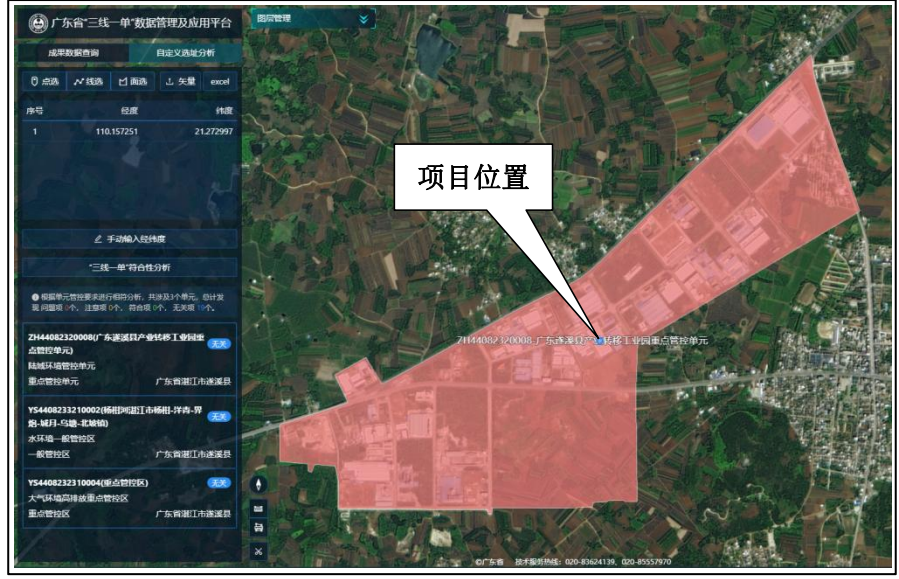 广东省"三线一单"数据管理及应用平台
图层管理
成果数据查询
自定义选址分析
点选
线选
面选
矢量
excel
序号
经度
纬度
1
110.157251
21.272997
手动输入经纬度
"三线一单"符合性分析
根据单元管控要求进行相符分析，共涉及3个单元，总计发
现 问题项 0个， 注意项 0个， 符合项 0个， 无关项 19个。
ZH44082320008(广东遂溪县产业转移工业园重
点管控单元)
无关
陆域环境管控单元
重点管控单元
广东省湛江市遂溪县
YS4408233210002(杨柑河湛江市杨柑-洋青-界
炮-城月-乌塘-北坡镇)
无关
水环境一般管控区
一般管控区
广东省湛江市遂溪县
YS4408232310004(重点管控区)
无关
大气环境高排放重点管控区
重点管控区
广东省湛江市遂溪县
项目位置
ZH44082320008_广东遂溪县产业转移工业园重点管控单元
©广东省 技术服务热线：020-83624139、020-85557970